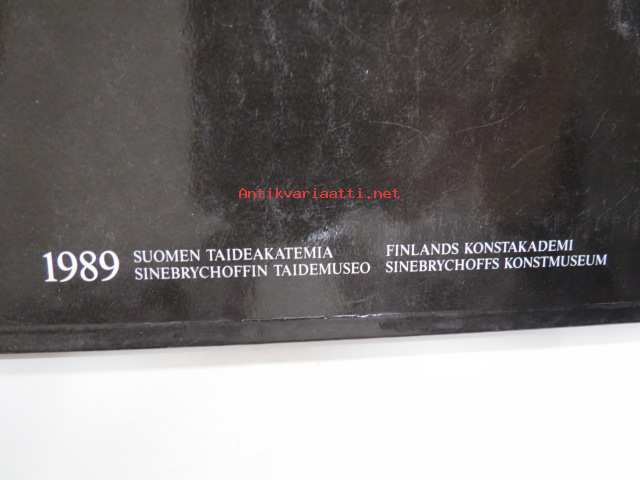 Antikvariaatti.net
1989
SUOMEN TAIDEAKATEMIA
SINEBRYCHOFFIN TAIDEMUSEO
FINLANDS KONSTAKADEMI
SINEBRYCHOFFS KONSTMUSEUM